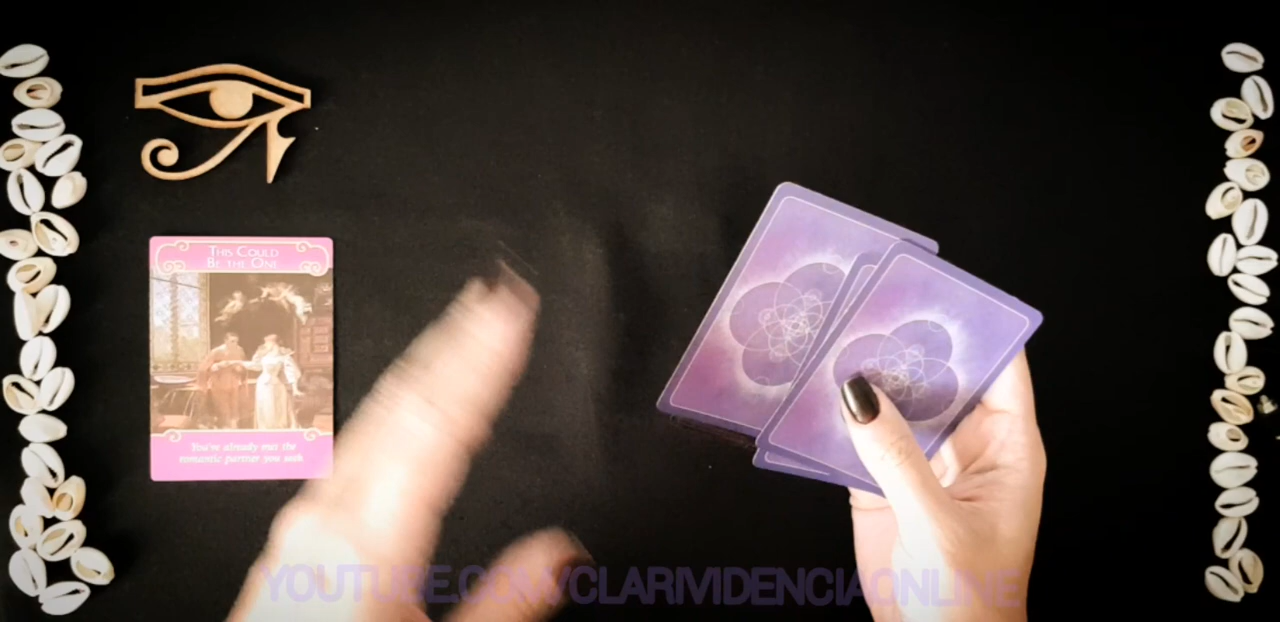 THIS COULD
BE THE ONE
You've already met the
romantic partner you seek.
YOUTUBE.COM/CLARIVIDENCIAONLINE